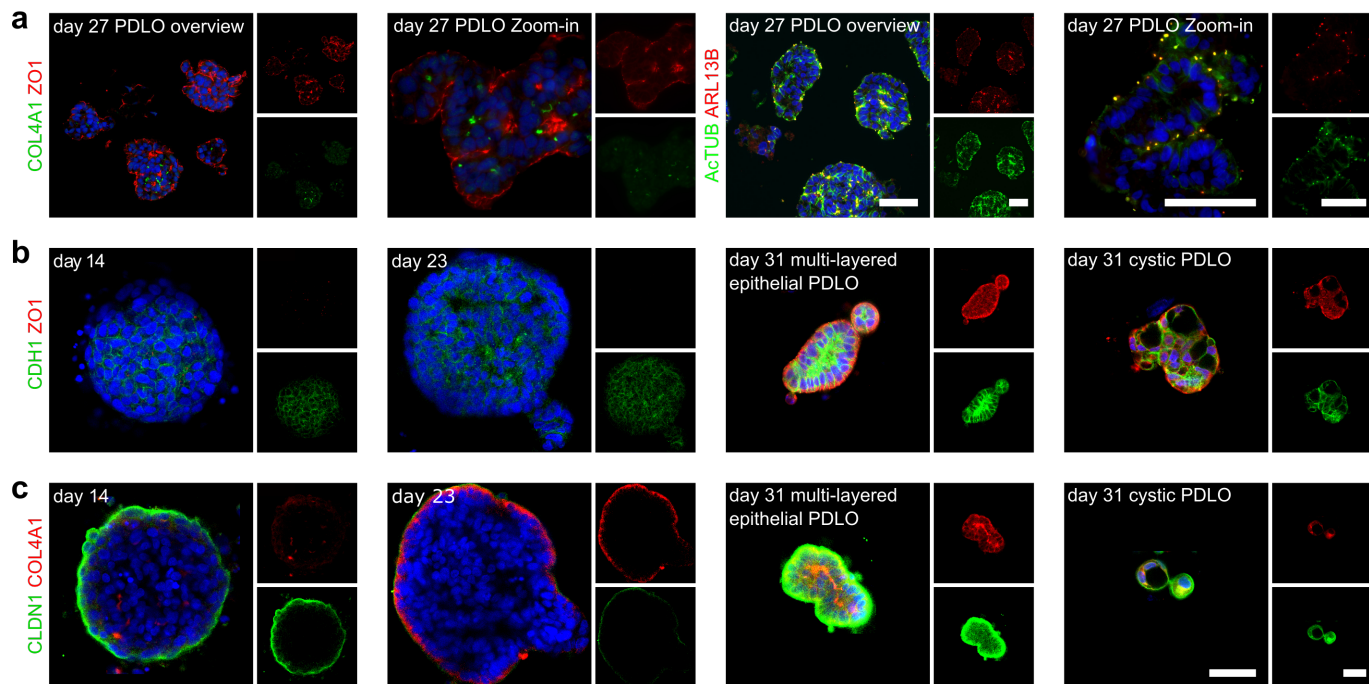 a
COL4A1 ZO1
day 27 PDLO overview
day 27 PDLO Zoom-in
AcTUB ARL13B
day 27 PDLO overview
day 27 PDLO Zoom-in
b
CDH1 ZO1
day 14
day 23
day 31 multi-layered
epithelial PDLO
day 31 cystic PDLO
c
CLDN1 COL4A1
day 14
day 23
day 31 multi-layered
epithelial PDLO
day 31 cystic PDLO